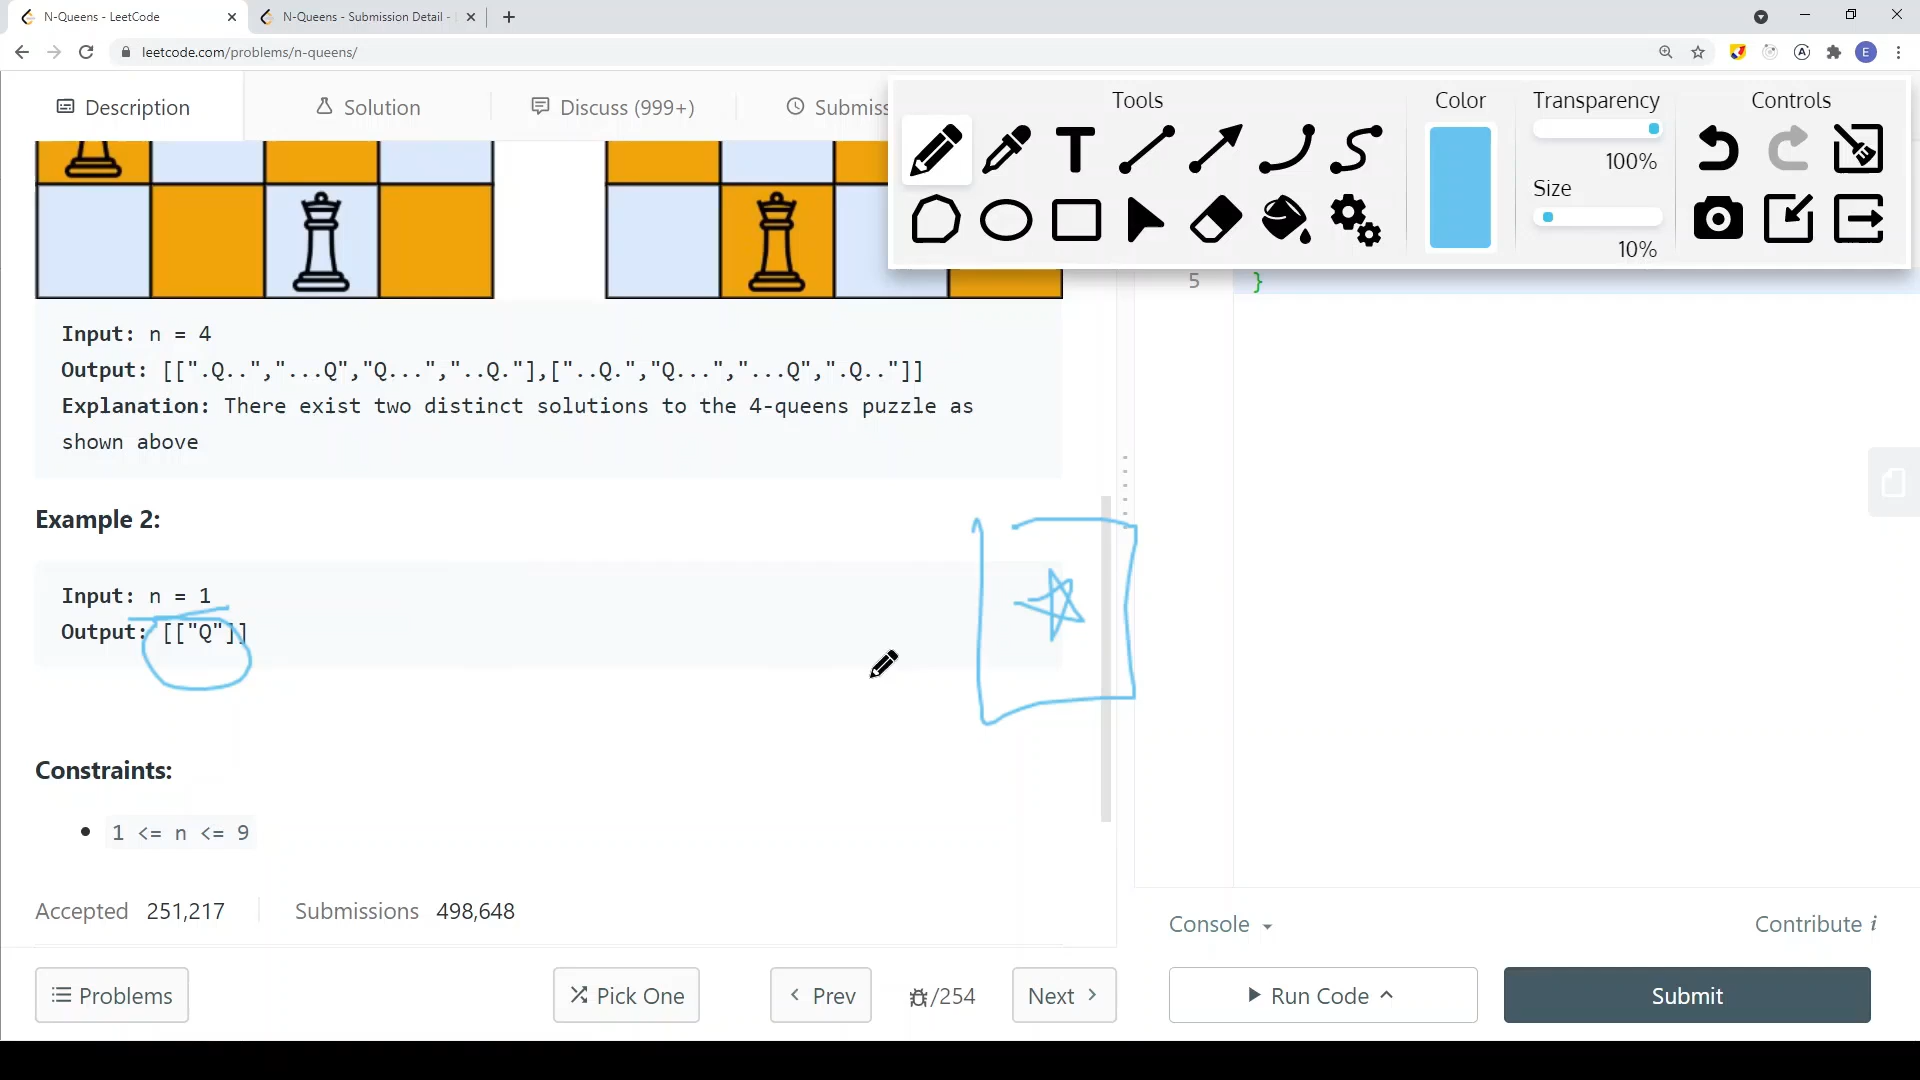 N-Queens - LeetCode
N-Queens - Submission Detail -
leetcode.com/problems/n-queens/
E
Description
Solution
Discuss (999+)
Submiss
Tools
Color
Transparency
100%
Size
10%
Controls
T
5 }
Input: n = 4
Output: [[".Q..","...Q","Q...","..Q."],["..Q.","Q...","...Q",".Q.."]]
Explanation: There exist two distinct solutions to the 4-queens puzzle as
shown above
Example 2:
Input: n = 1
Output: [["Q"]]
Constraints:
1 <= n <= 9
Accepted 251,217
Submissions 498,648
Console
Contribute i
Problems
Pick One
Prev
/254
Next
Run Code
Submit